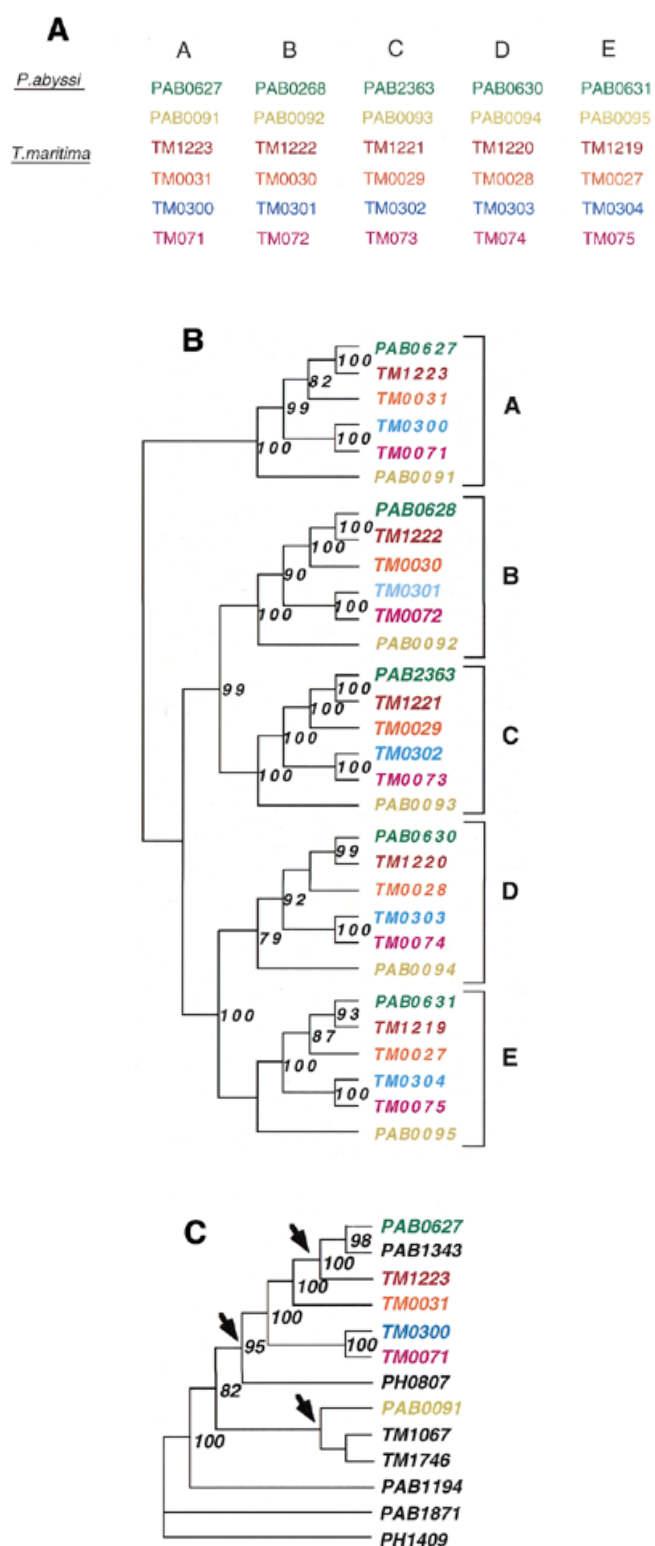 A
A B C D E
P.abyssi PAB0627 PAB0268 PAB2363 PAB0630 PAB0631
PAB0091 PAB0092 PAB0093 PAB0094 PAB0095
T.maritima TM1223 TM1222 TM1221 TM1220 TM1219
TM0031 TM0030 TM0029 TM0028 TM0027
TM0300 TM0301 TM0302 TM0303 TM0304
TM071 TM072 TM073 TM074 TM075
B
PAB0627
100
TM1223
82
TM0031
99
A
TM0300
100
TM0071
100
PAB0091
PAB0628
100
TM1222
100
TM0030
90
B
TM0301
100
TM0072
100
PAB0092
99
PAB2363
100
TM1221
100
TM0029
100
C
TM0302
100
TM0073
100
PAB0093
PAB0630
99
TM1220
TM0028
92
D
TM0303
100
TM0074
79
PAB0094
PAB0631
100
93
TM1219
87
TM0027
100
E
TM0304
100
TM0075
PAB0095
C
PAB0627
98
PAB1343
100
TM1223
100
TM0031
100
TM0300
95
100
TM0071
PH0807
82
PAB0091
TM1067
100
TM1746
PAB1194
PAB1871
PH1409